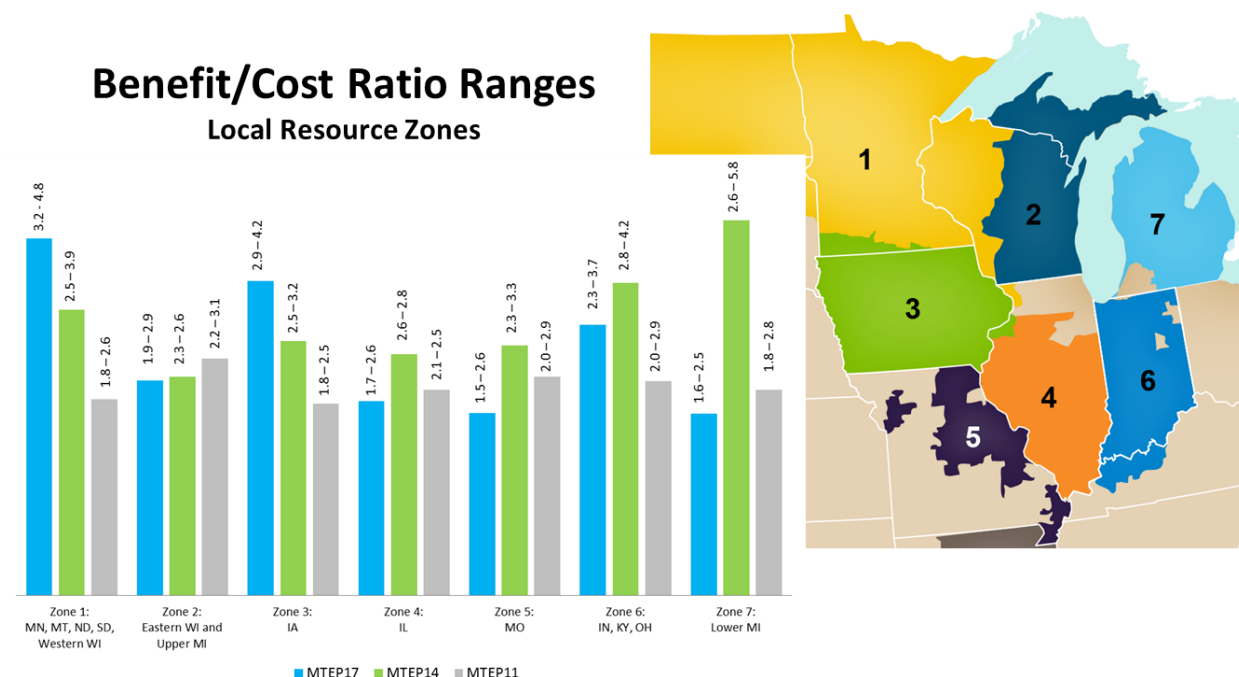 Benefit/Cost Ratio Ranges
Local Resource Zones
3.2 - 4.8
2.5 – 3.9
1.8 – 2.6
1.9 – 2.9
2.3 – 2.6
2.2 – 3.1
2.9 – 4.2
2.5 – 3.2
1.8 – 2.5
1.7 – 2.6
2.6 – 2.8
2.1 – 2.5
1.5 – 2.6
2.3 – 3.3
2.0 – 2.9
2.3 – 3.7
2.8 – 4.2
2.0 – 2.9
1.6 – 2.5
2.6 – 5.8
1.8 – 2.8
Zone 1:
MN, MT, ND, SD,
Western WI
Zone 2:
Eastern WI and
Upper MI
Zone 3:
IA
Zone 4:
IL
Zone 5:
MO
Zone 6:
IN, KY, OH
Zone 7:
Lower MI
MTEP17 MTEP14 MTEP11
1
2
7
3
6
4
5